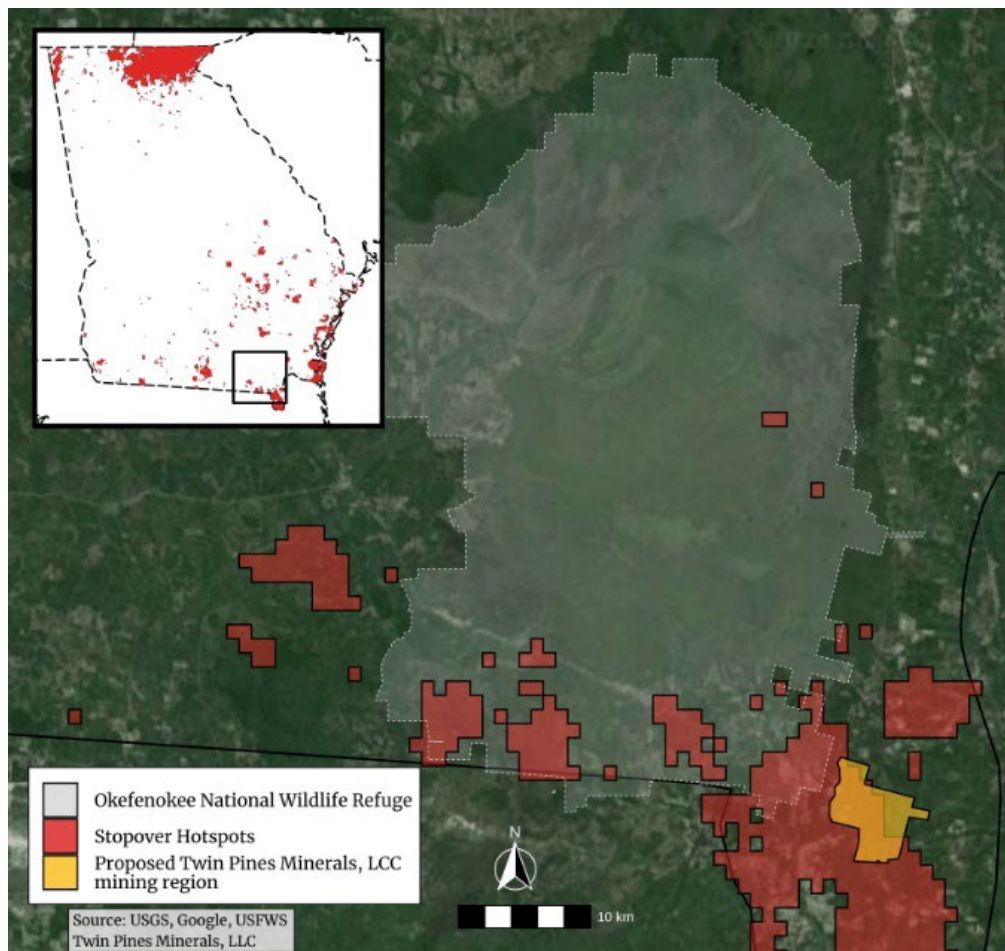 Okefenokee National Wildlife Refuge
Stopover Hotspots
Proposed Twin Pines Minerals, LCC
mining region
N
10 km
Source: USGS, Google, USFWS
Twin Pines Minerals, LLC